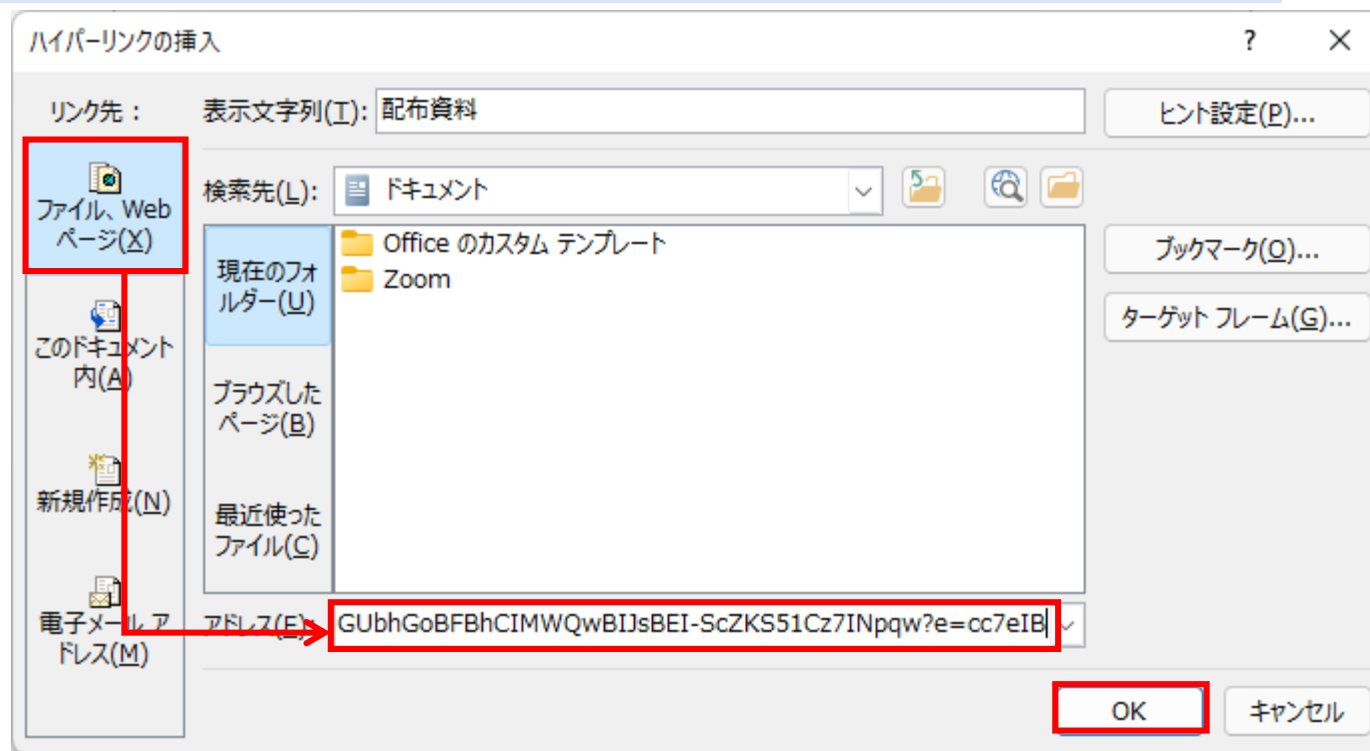 ハイパーリンクの挿入
?
リンク先：
表示文字列(T):
配布資料
ヒント設定(P)...
ファイル、Web
ページ(X)
検索先(L):
ドキュメント
現在のフォ
ルダー(U)
Office のカスタム テンプレート
Zoom
ブックマーク(O)...
ターゲット フレーム(G)...
このドキュメント
内(A)
ブラウズした
ページ(B)
新規作成(N)
最近使った
ファイル(C)
電子メール ア
ドレス(M)
アドレス(E):
GUbhGoBFBhCIMWQwBIJsBEI-ScZKS51Cz7INpqw?e=cc7eIB
OK
キャンセル